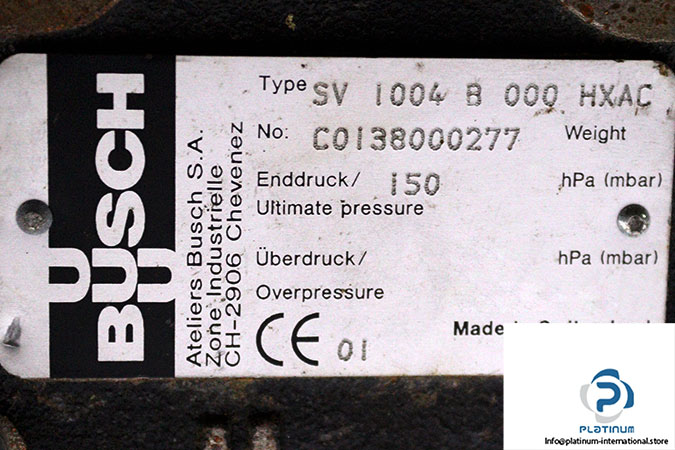 BUSCH
Ateliers Busch S.A.
Zone Industrielle
CH-2906 Chevenez
Type SV 1004 B 000 HXAC
No: C0138000277 Weight
Enddruck/ 150 hPa (mbar)
Ultimate pressure
Überdruck/ hPa (mbar)
Overpressure
CE 01
Made
PLATINUM
Info@platinum-international.store